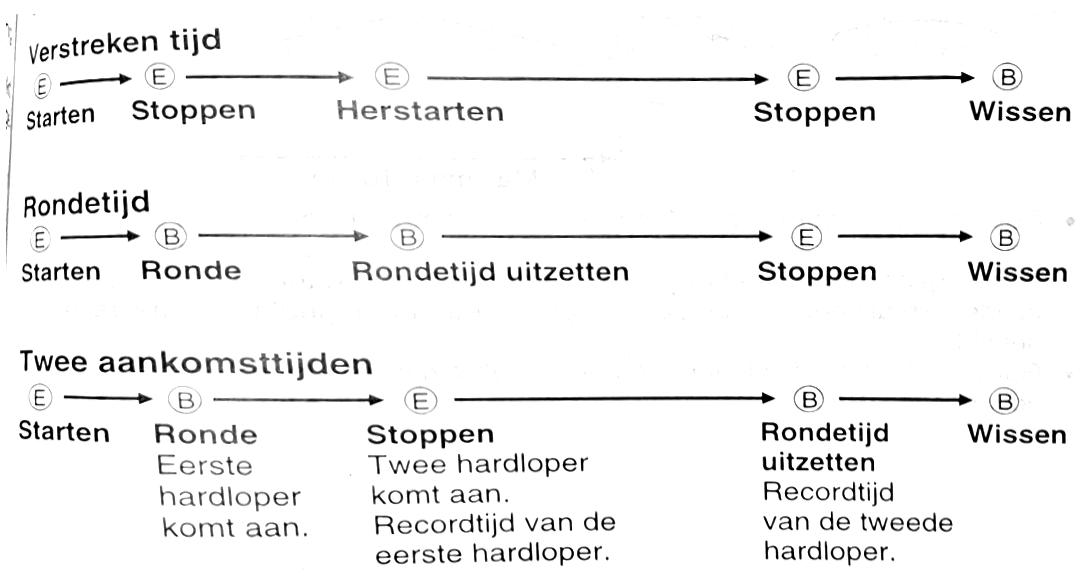 Verstreken tijd
E E E E B
Starten Stoppen Herstarten Stoppen Wissen
Rondetijd
E B B E B
Starten Ronde Rondetijd uitzetten Stoppen Wissen
Twee aankomsttijden
E B E B B
Starten Ronde Stoppen Rondetijd Wissen
Eerste Twee hardloper uitzetten
hardloper komt aan. Recordtijd
komt aan. Recordtijd van de van de tweede
eerste hardloper. hardloper.